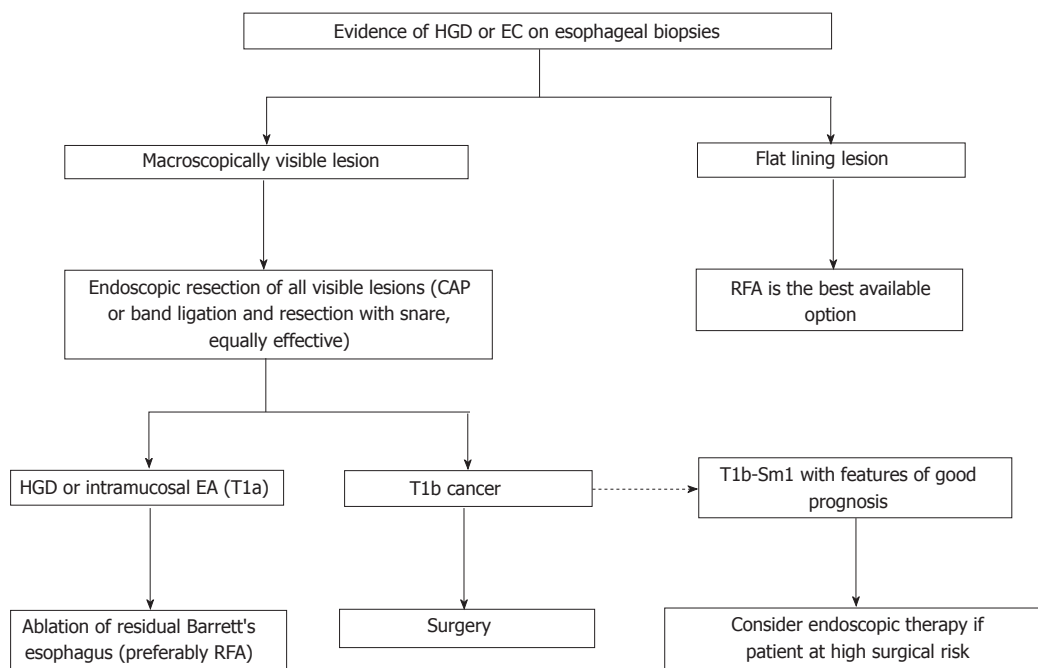 Evidence of HGD or EC on esophageal biopsies
Macroscopically visible lesion
Flat lining lesion
Endoscopic resection of all visible lesions (CAP
or band ligation and resection with snare,
equally effective)
RFA is the best available
option
HGD or intramucosal EA (T1a)
T1b cancer
T1b-Sm1 with features of good
prognosis
Ablation of residual Barrett's
esophagus (preferably RFA)
Surgery
Consider endoscopic therapy if
patient at high surgical risk